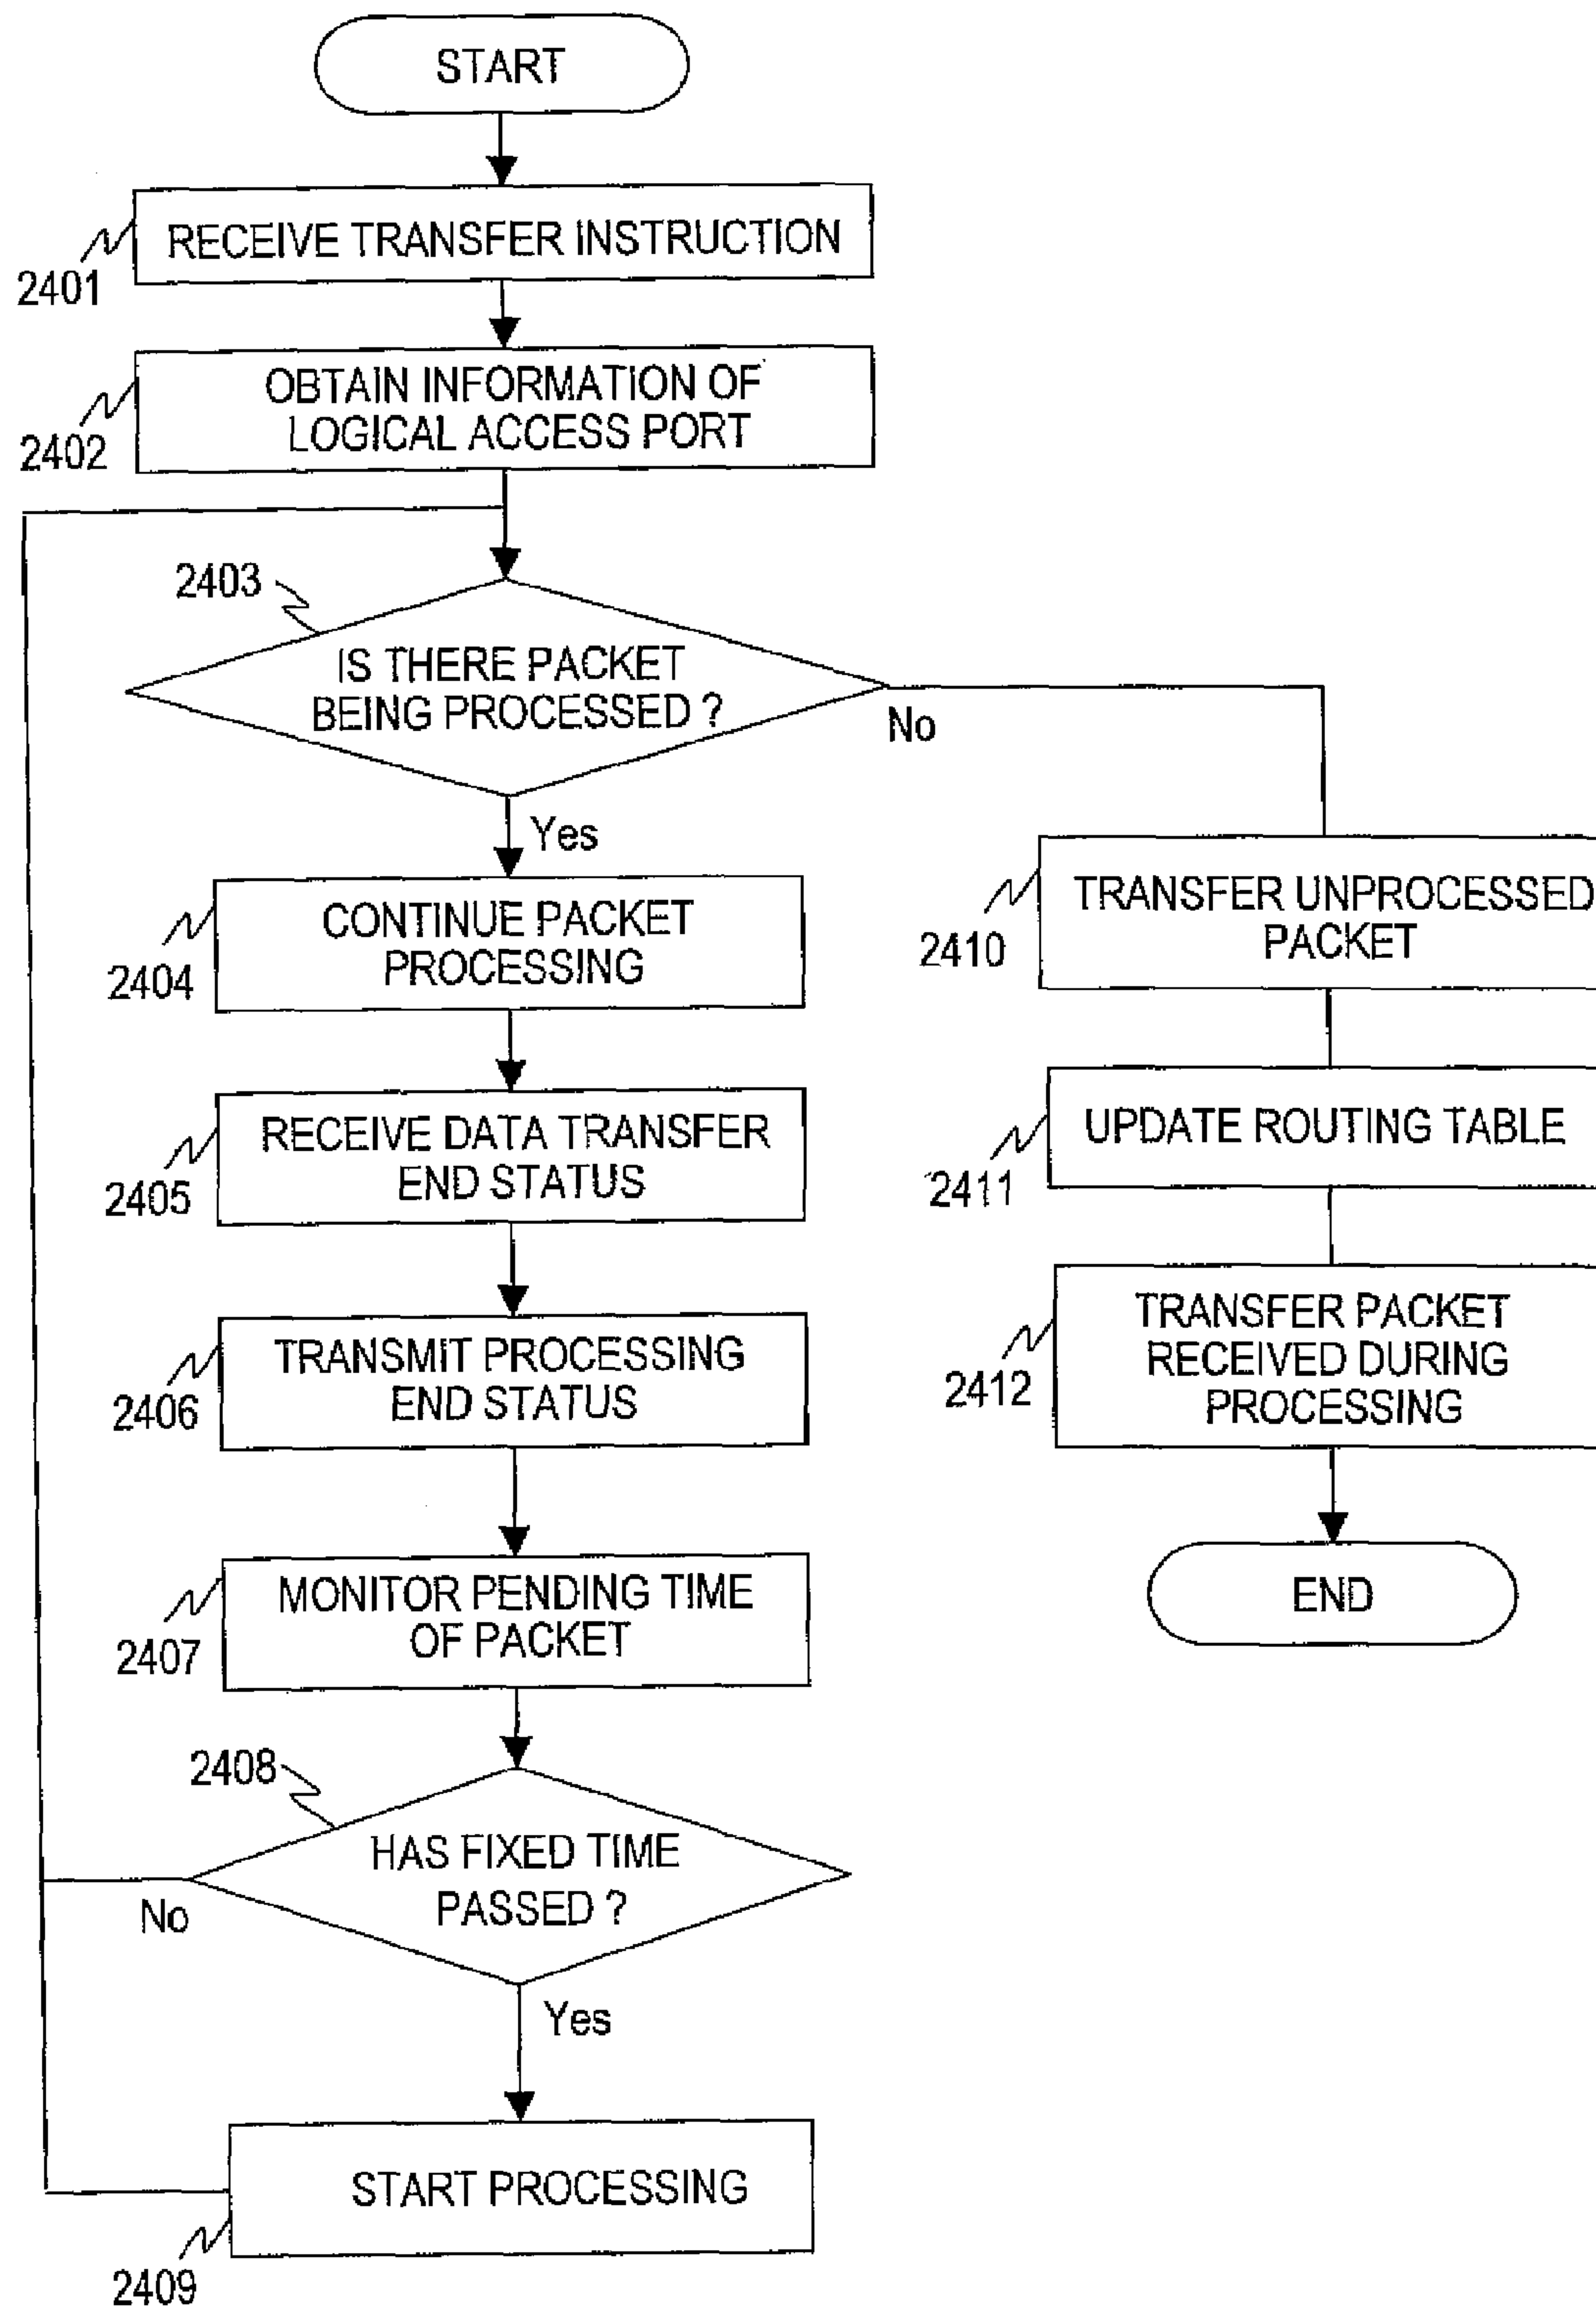 START
RECEIVE TRANSFER INSTRUCTION
2401
OBTAIN INFORMATION OF
LOGICAL ACCESS PORT
2402
2403
IS THERE PACKET
BEING PROCESSED ?
No
Yes
CONTINUE PACKET
PROCESSING
2404
TRANSFER UNPROCESSED
PACKET
2410
RECEIVE DATA TRANSFER
END STATUS
2405
UPDATE ROUTING TABLE
2411
TRANSMIT PROCESSING
END STATUS
2406
TRANSFER PACKET
RECEIVED DURING
PROCESSING
2412
MONITOR PENDING TIME
OF PACKET
2407
END
2408
HAS FIXED TIME
PASSED ?
No
Yes
START PROCESSING
2409